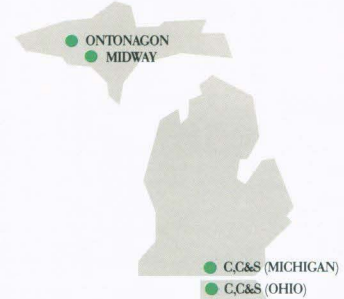 ONTONAGON
MIDWAY
C,C&S (MICHIGAN)
C,C&S (OHIO)